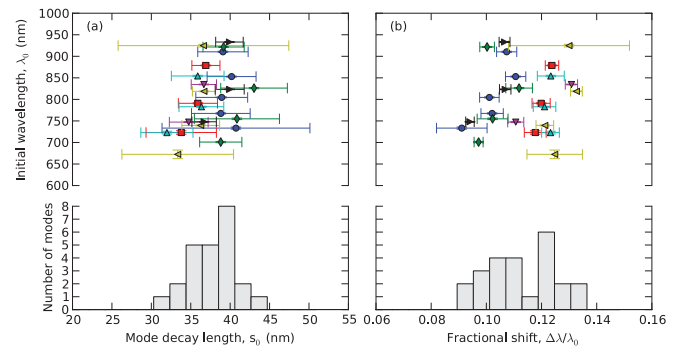 (a)
(b)
Initial wavelength, λ₀ (nm)
1000
950
900
850
800
750
700
650
600
Number of modes
8
7
6
5
4
3
2
1
0
20 25 30 35 40 45 50 55
Mode decay length, s₀ (nm)
0.06 0.08 0.10 0.12 0.14 0.16
Fractional shift, Δλ/λ₀